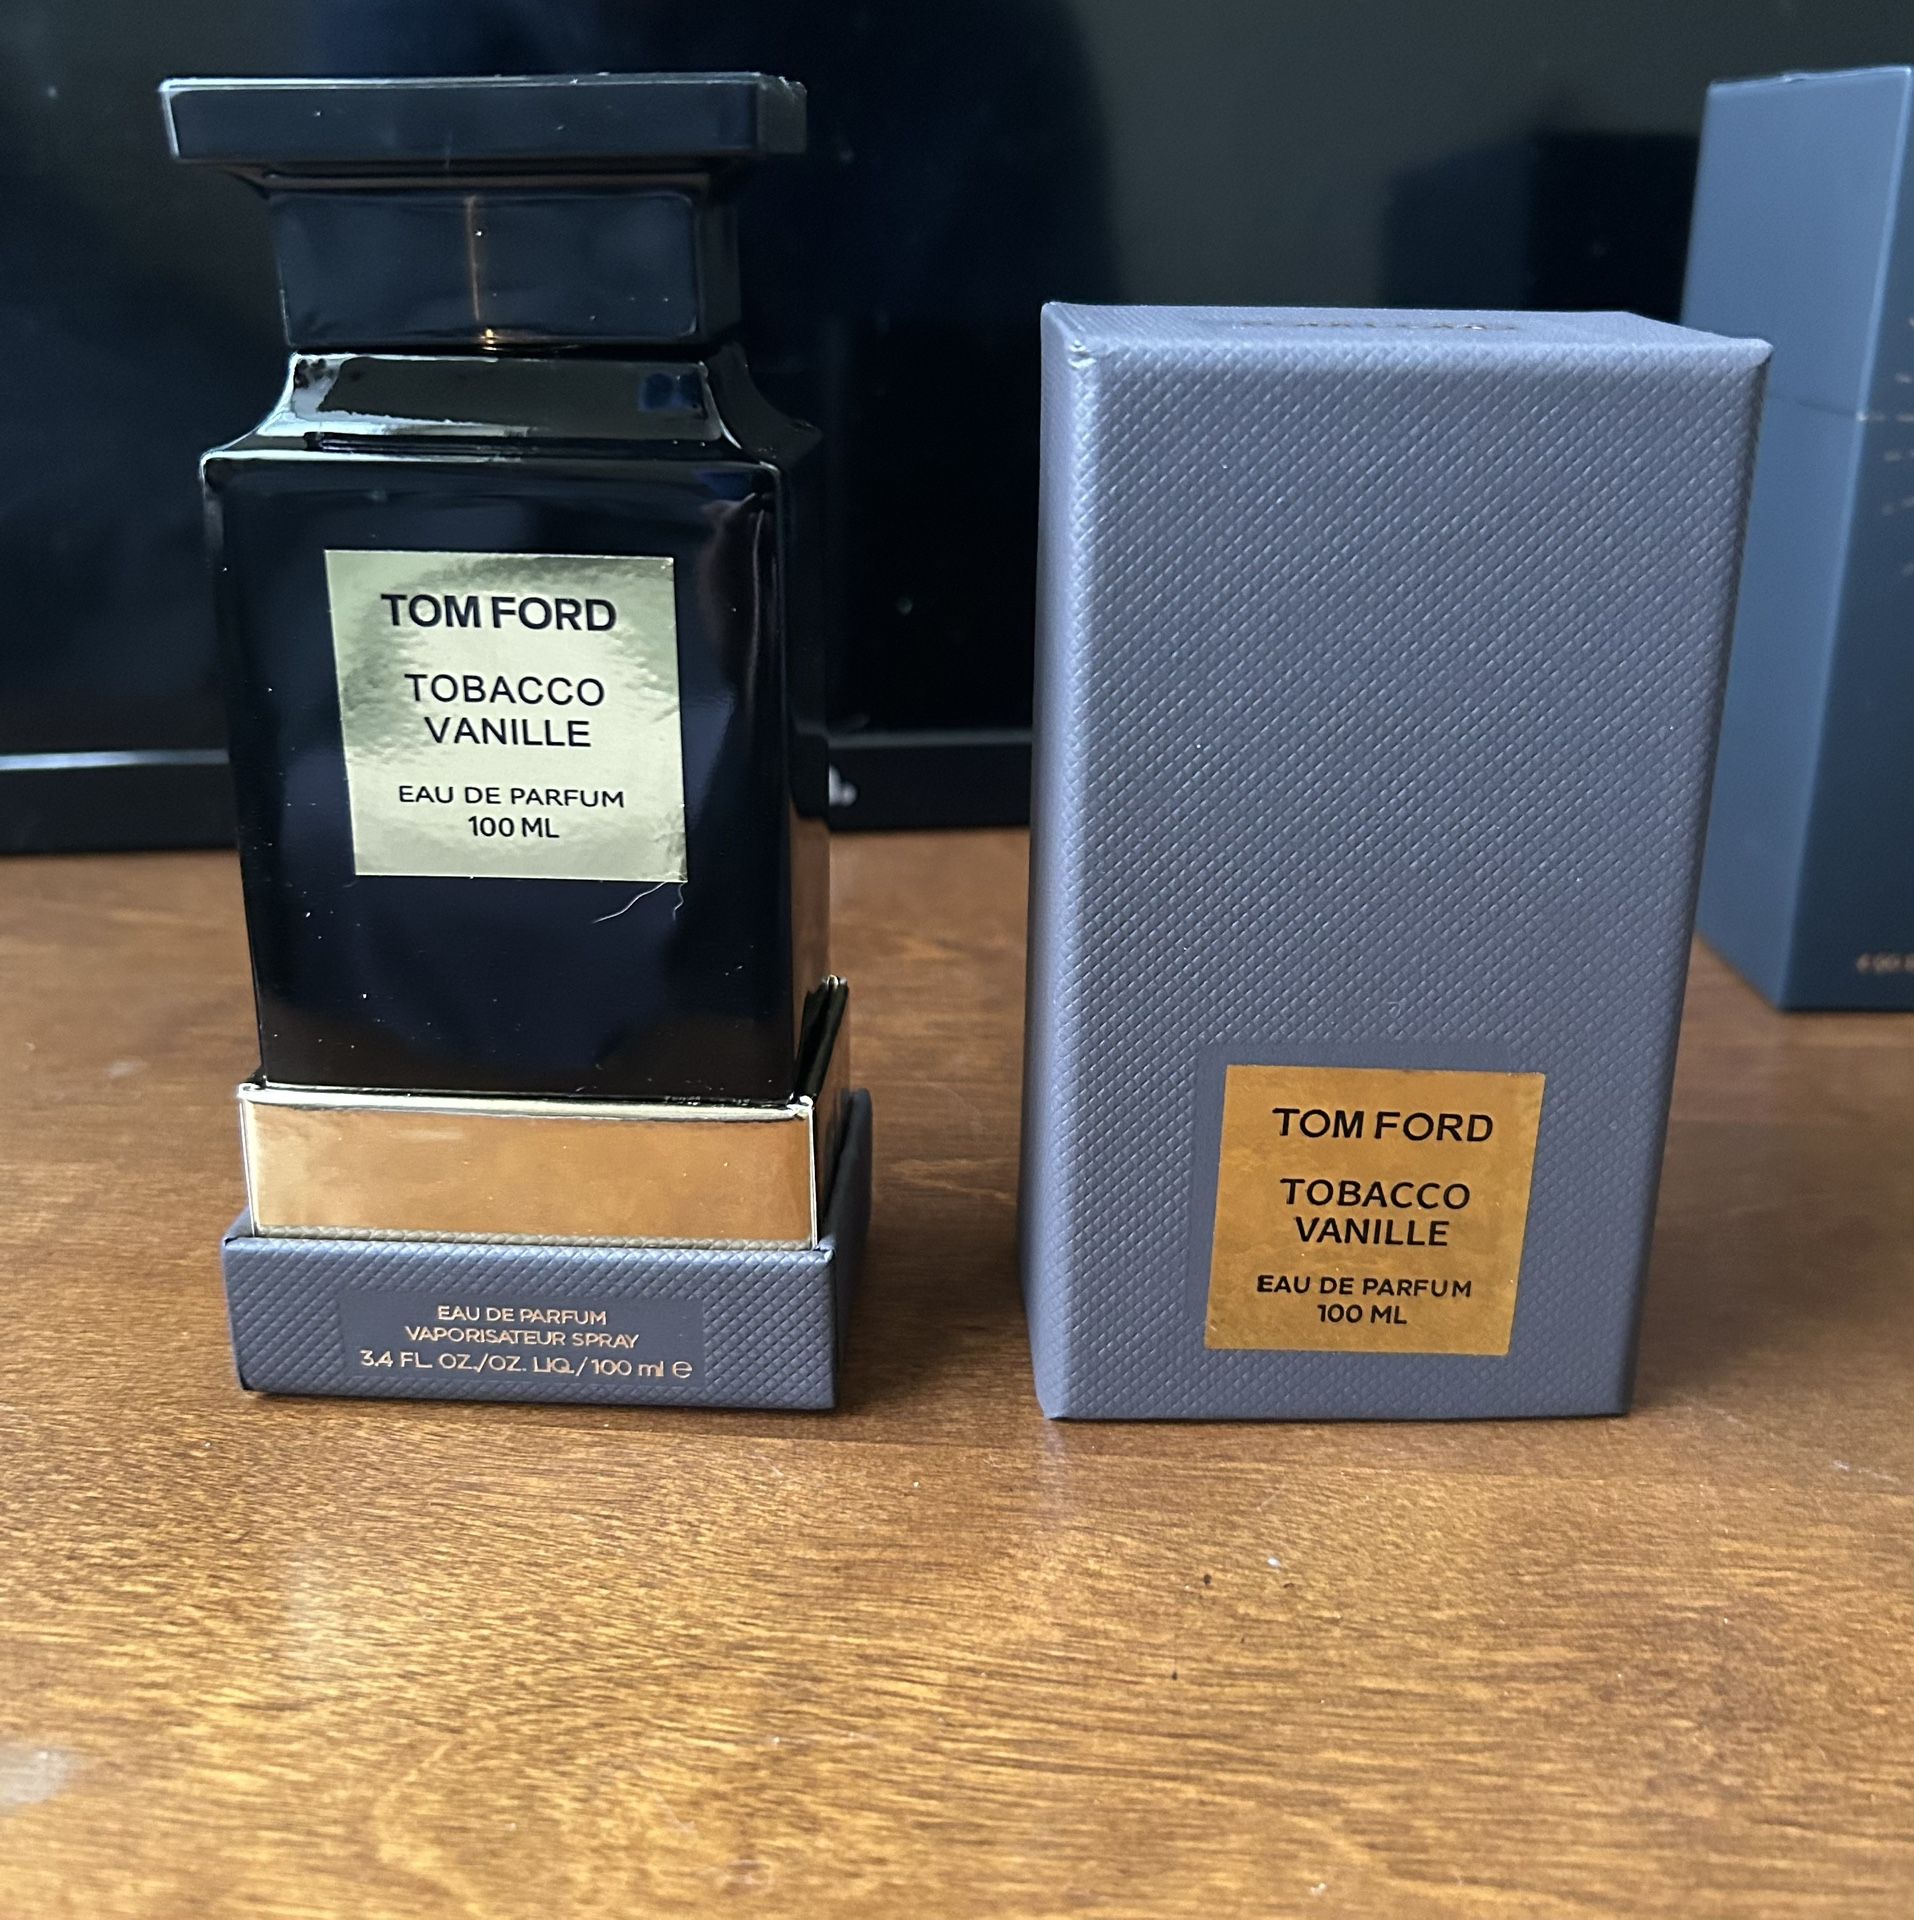 TOM FORD
TOBACCO
VANILLE
EAU DE PARFUM
100 ML
EAU DE PARFUM
VAPORISATEUR SPRAY
3.4 FL. OZ./OZ. LIQ./100 ml e
TOM FORD
TOBACCO
VANILLE
EAU DE PARFUM
100 ML